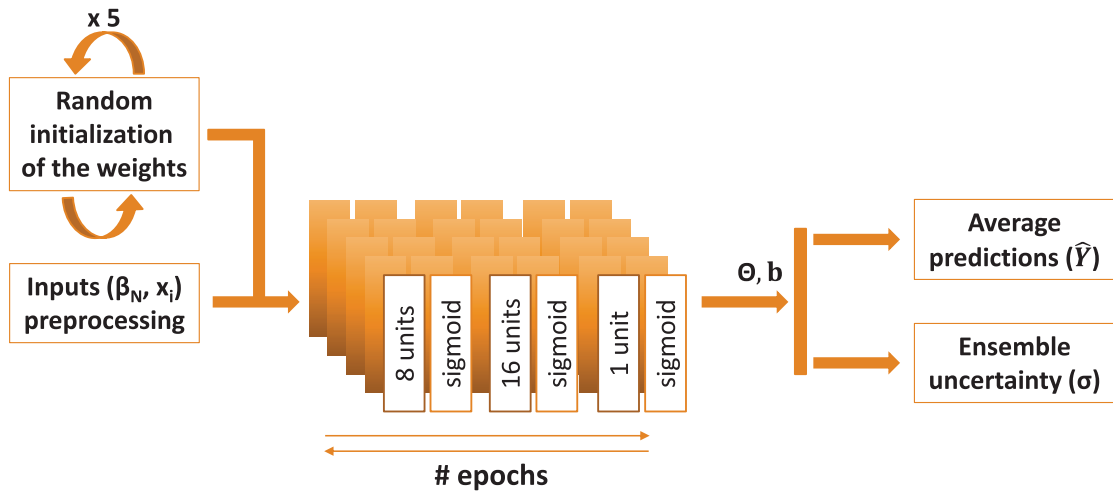 x 5
Random
initialization
of the weights
Inputs (β_N, x_i)
preprocessing
8 units
sigmoid
16 units
sigmoid
1 unit
sigmoid
# epochs
Θ, b
Average
predictions (Ŷ)
Ensemble
uncertainty (σ)